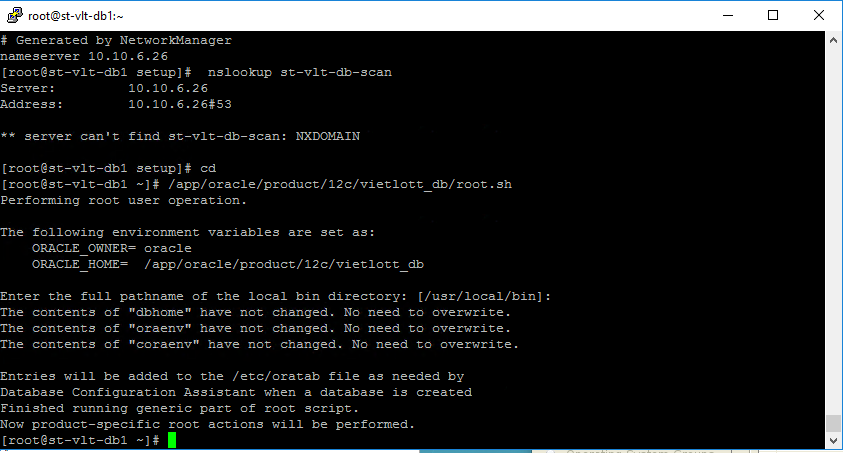 root@st-vlt-db1:~
# Generated by NetworkManager
nameserver 10.10.6.26
[root@st-vlt-db1 setup]#  nslookup st-vlt-db-scan
Server:         10.10.6.26
Address:        10.10.6.26#53
** server can't find st-vlt-db-scan: NXDOMAIN
[root@st-vlt-db1 setup]# cd
[root@st-vlt-db1 ~]# /app/oracle/product/12c/vietlott_db/root.sh
Performing root user operation.
The following environment variables are set as:
    ORACLE_OWNER= oracle
    ORACLE_HOME=  /app/oracle/product/12c/vietlott_db
Enter the full pathname of the local bin directory: [/usr/local/bin]:
The contents of "dbhome" have not changed. No need to overwrite.
The contents of "oraenv" have not changed. No need to overwrite.
The contents of "coraenv" have not changed. No need to overwrite.
Entries will be added to the /etc/oratab file as needed by
Database Configuration Assistant when a database is created
Finished running generic part of root script.
Now product-specific root actions will be performed.
[root@st-vlt-db1 ~]#